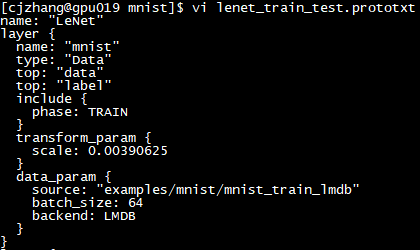 [cjzhang@gpu019 mnist]$ vi lenet_train_test.prototxt
name: "LeNet"
layer {
  name: "mnist"
  type: "Data"
  top: "data"
  top: "label"
  include {
    phase: TRAIN
  }
  transform_param {
    scale: 0.00390625
  }
  data_param {
    source: "examples/mnist/mnist_train_lmdb"
    batch_size: 64
    backend: LMDB
  }
}